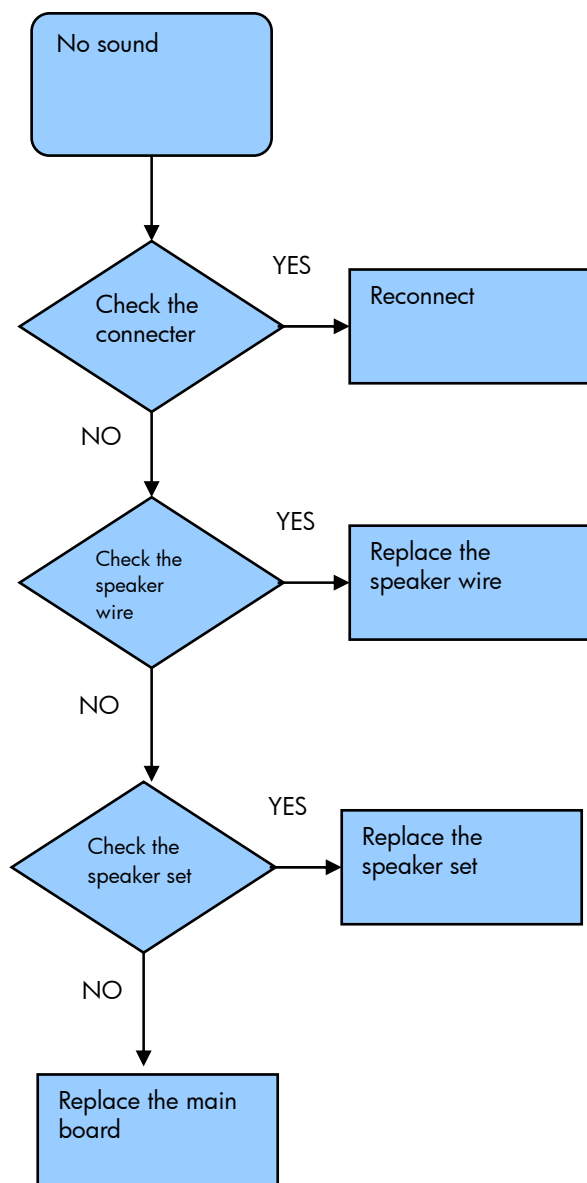 No sound
YES
Check the
connecter
Reconnect
NO
YES
Check the
speaker
wire
Replace the
speaker wire
NO
YES
Check the
speaker set
Replace the
speaker set
NO
Replace the main
board